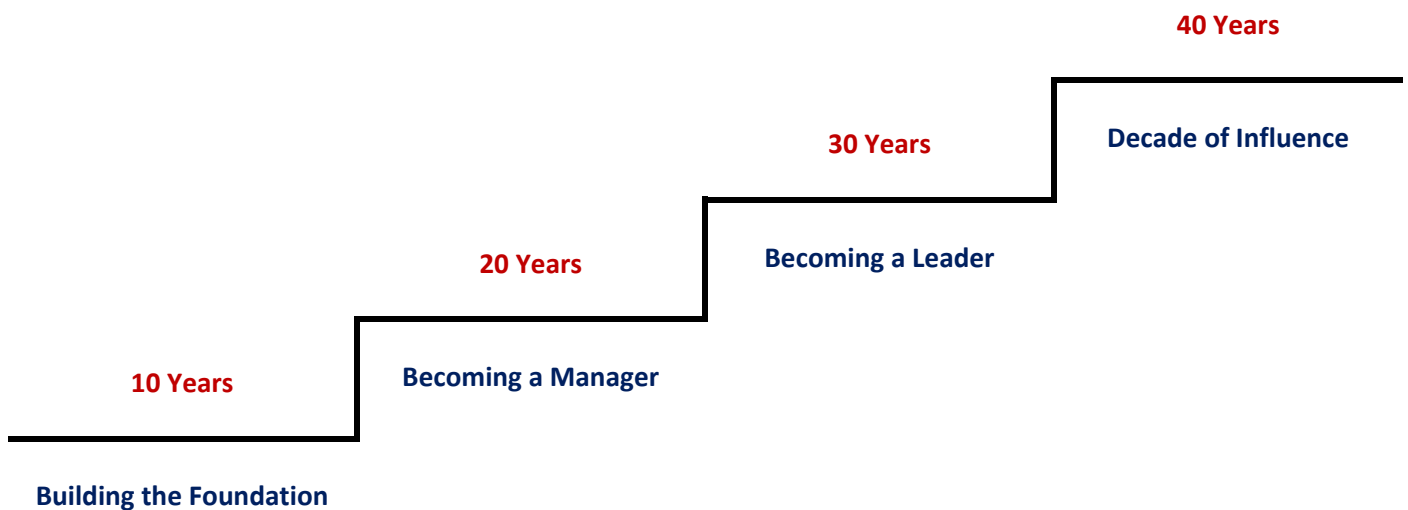 40 Years
Decade of Influence
30 Years
Becoming a Leader
20 Years
Becoming a Manager
10 Years
Building the Foundation